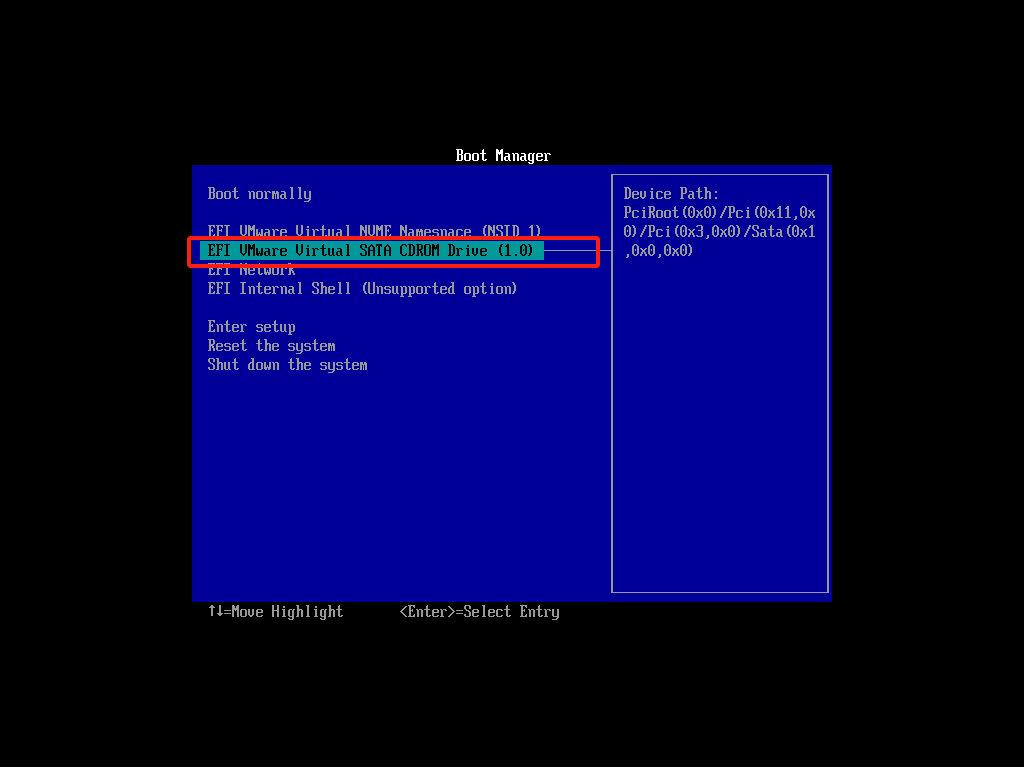 Boot Manager
Boot normally
EFI VMware Virtual NVME Namespace (NSID 1)
EFI VMware Virtual SATA CDROM Drive (1.0)
EFI Network
EFI Internal Shell (Unsupported option)
Enter setup
Reset the system
Shut down the system
Device Path:
PciRoot(0x0)/Pci(0x11,0x
0)/Pci(0x3,0x0)/Sata(0x1
,0x0,0x0)
↑↓=Move Highlight <Enter>=Select Entry